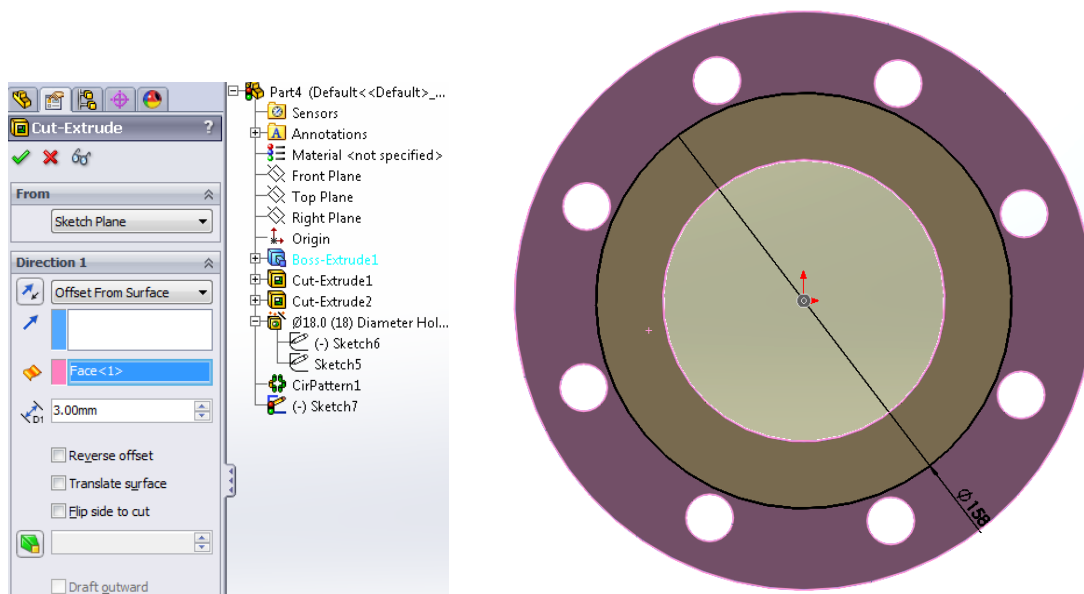 Cut-Extrude ?
From
Sketch Plane
Direction 1
Offset From Surface
Face<1>
D1 3.00mm
Reverse offset
Translate surface
Flip side to cut
Draft outward
Part4 (Default<<Default>_...
Sensors
A Annotations
Material <not specified>
Front Plane
Top Plane
Right Plane
Origin
Boss-Extrude1
Cut-Extrude1
Cut-Extrude2
Ø18.0 (18) Diameter Hol...
(-) Sketch6
Sketch5
CirPattern1
(-) Sketch7
Ø158